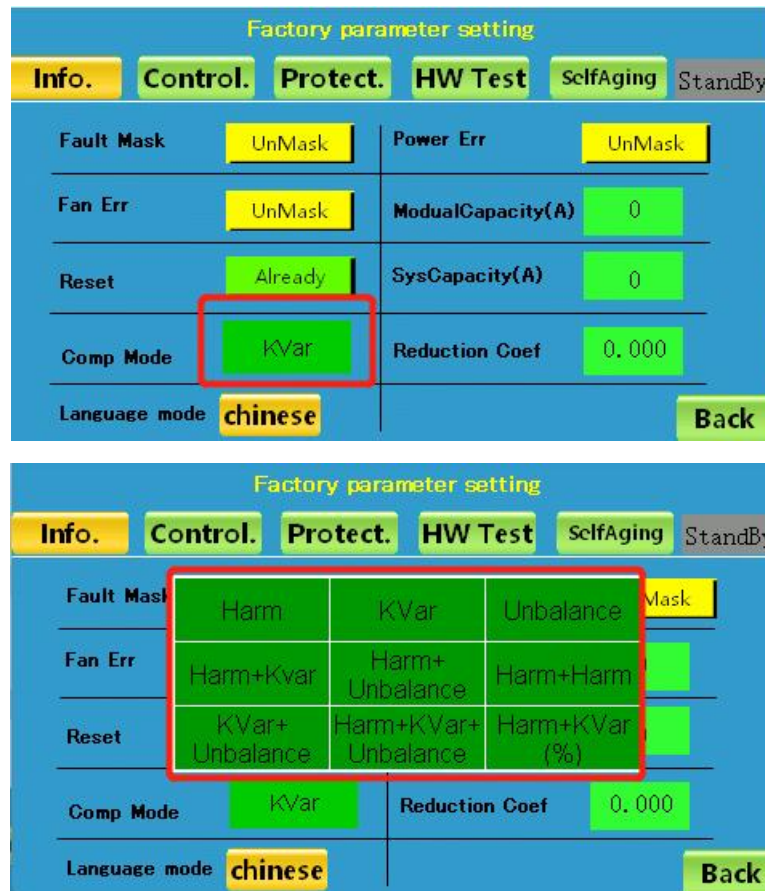 Factory parameter setting
Info. Control. Protect. HW Test SelfAging StandBy
Fault Mask UnMask Power Err UnMask
Fan Err UnMask ModualCapacity(A) 0
Reset Already SysCapacity(A) 0
Comp Mode KVar Reduction Coef 0.000
Language mode chinese
Back
Factory parameter setting
Info. Control. Protect. HW Test SelfAging StandBy
Fault Mask Mask
Harm KVar Unbalance
Fan Err
Harm+Kvar Harm+
Unbalance Harm+Harm
Reset
KVar+
Unbalance Harm+KVar+
Unbalance Harm+KVar
(%)
Comp Mode KVar Reduction Coef 0.000
Language mode chinese
Back